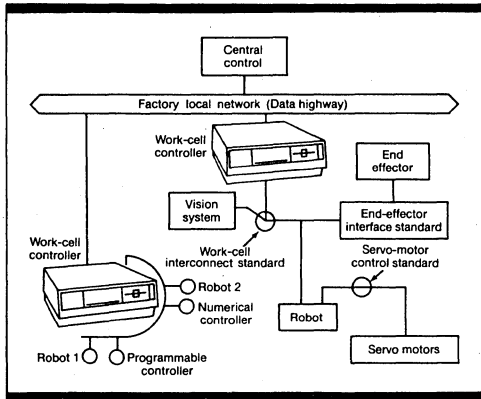 Central
control
Factory local network (Data highway)
Work-cell
controller
End
effector
Vision
system
End-effector
interface standard
Work-cell
interconnect standard
Servo-motor
control standard
Work-cell
controller
Robot 2
Numerical
controller
Robot
Servo motors
Robot 1
Programmable
controller